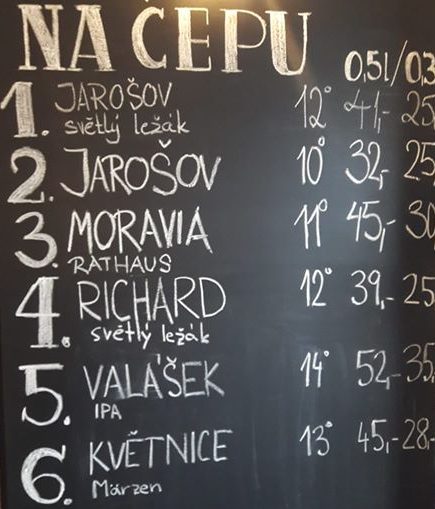 NA ČEPU
0,5l/0,3
1. JAROŠOV 12° 41,- 25
světlý ležák
2. JAROŠOV 10° 32,- 25,
3. MORAVIA 11° 45,- 30
RATHAUS
4. RICHARD 12° 39,- 25
světlý ležák
5. VALÁŠEK 14° 52,- 35,
IPA
6. KVĚTNICE 13° 45,- 28,-
Märzen